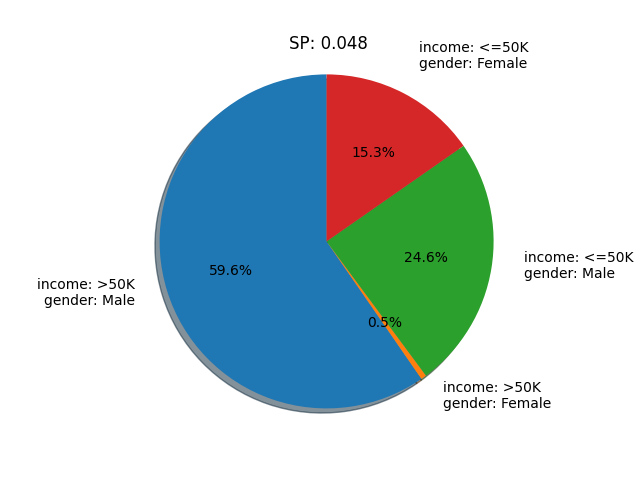 SP: 0.048
income: <=50K
gender: Female
15.3%
24.6%
income: <=50K
gender: Male
59.6%
income: >50K
gender: Male
0.5%
income: >50K
gender: Female